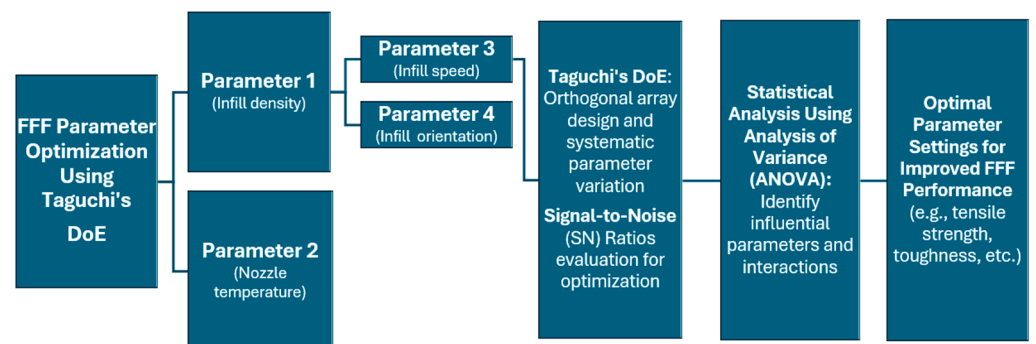 FFF Parameter
Optimization
Using
Taguchi's
DoE
Parameter 1
(Infill density)
Parameter 2
(Nozzle
temperature)
Parameter 3
(Infill speed)
Parameter 4
(Infill orientation)
Taguchi's DoE:
Orthogonal array
design and
systematic
parameter
variation
Signal-to-Noise
(SN) Ratios
evaluation for
optimization
Statistical
Analysis Using
Analysis of
Variance
(ANOVA):
Identify
influential
parameters and
interactions
Optimal
Parameter
Settings for
Improved FFF
Performance
(e.g., tensile
strength,
toughness, etc.)